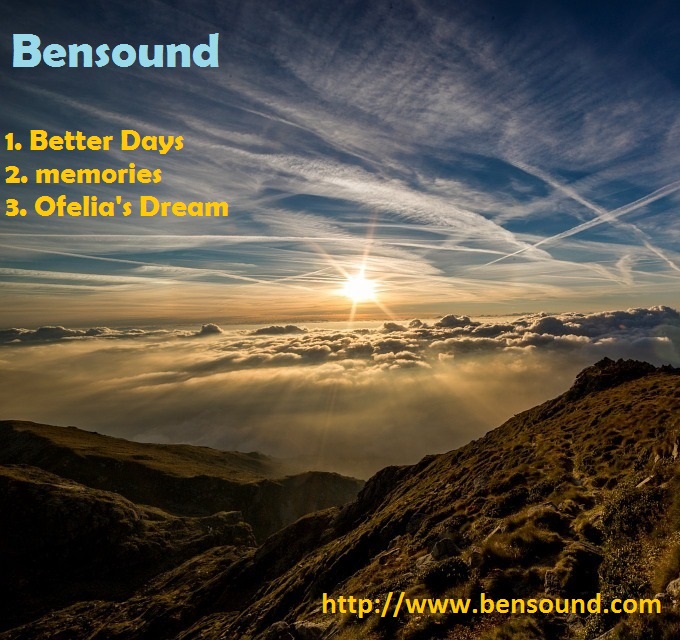 Bensound
1. Better Days
2. memories
3. Ofelia's Dream
http://www.bensound.com